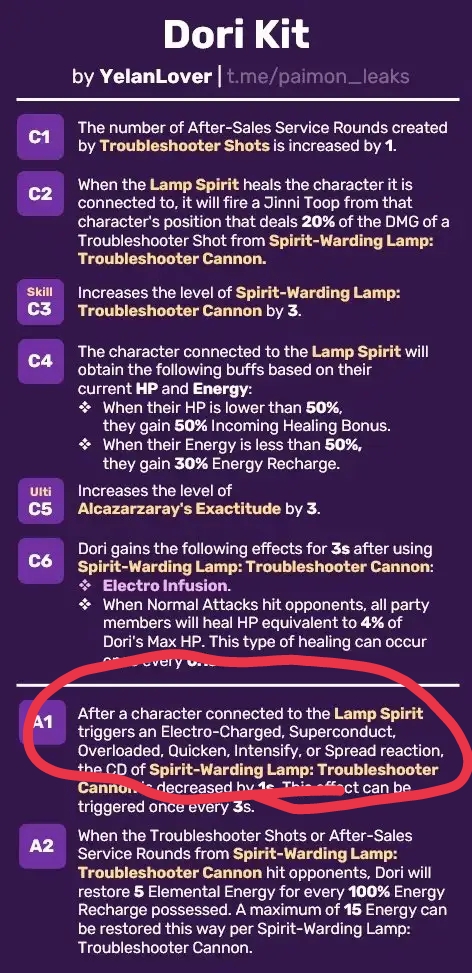 Dori Kit
by YelanLover | t.me/paimon_leaks
C1
The number of After-Sales Service Rounds created
by Troubleshooter Shots is increased by 1.
C2
When the Lamp Spirit heals the character it is
connected to, it will fire a Jinni Toop from that
character's position that deals 20% of the DMG of a
Troubleshooter Shot from Spirit-Warding Lamp:
Troubleshooter Cannon.
Skill
C3
Increases the level of Spirit-Warding Lamp:
Troubleshooter Cannon by 3.
C4
The character connected to the Lamp Spirit will
obtain the following buffs based on their
current HP and Energy:
❖ When their HP is lower than 50%,
they gain 50% Incoming Healing Bonus.
❖ When their Energy is less than 50%,
they gain 30% Energy Recharge.
Ulti
C5
Increases the level of
Alcazarzaray's Exactitude by 3.
C6
Dori gains the following effects for 3s after using
Spirit-Warding Lamp: Troubleshooter Cannon:
❖ Electro Infusion.
❖ When Normal Attacks hit opponents, all party
members will heal HP equivalent to 4% of
Dori's Max HP. This type of healing can occur
once every
A1
After a character connected to the Lamp Spirit
triggers an Electro-Charged, Superconduct,
Overloaded, Quicken, Intensify, or Spread reaction,
the CD of Spirit-Warding Lamp: Troubleshooter
Cannon is decreased by 1s. This effect can be
triggered once every 3s.
A2
When the Troubleshooter Shots or After-Sales
Service Rounds from Spirit-Warding Lamp:
Troubleshooter Cannon hit opponents, Dori will
restore 5 Elemental Energy for every 100% Energy
Recharge possessed. A maximum of 15 Energy can
be restored this way per Spirit-Warding Lamp:
Troubleshooter Cannon.